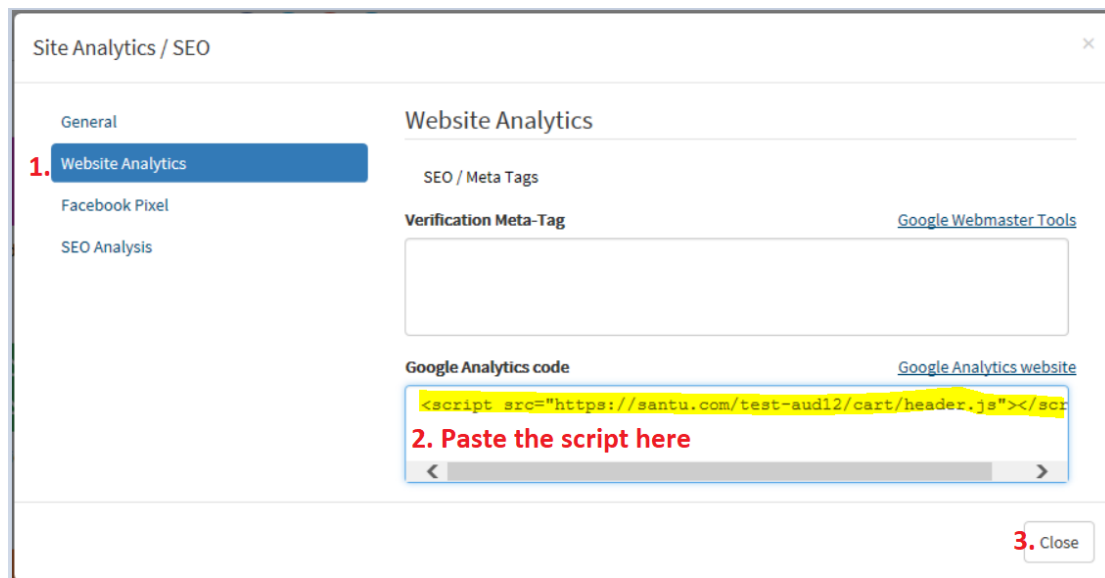 Site Analytics / SEO
×
General
1. Website Analytics
Facebook Pixel
SEO Analysis
Website Analytics
SEO / Meta Tags
Verification Meta-Tag Google Webmaster Tools
Google Analytics code Google Analytics website
<script src="https://santu.com/test-aud12/cart/header.js"></scr
2. Paste the script here
3. Close